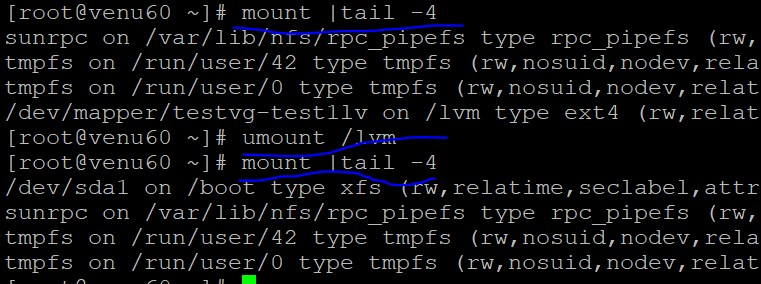 [root@venu60 ~]# mount |tail -4
sunrpc on /var/lib/nfs/rpc_pipefs type rpc_pipefs (rw,
tmpfs on /run/user/42 type tmpfs (rw,nosuid,nodev,rela
tmpfs on /run/user/0 type tmpfs (rw,nosuid,nodev,relat
/dev/mapper/testvg-test1lv on /lvm type ext4 (rw,relat
[root@venu60 ~]# umount /lvm
[root@venu60 ~]# mount |tail -4
/dev/sda1 on /boot type xfs (rw,relatime,seclabel,attr
sunrpc on /var/lib/nfs/rpc_pipefs type rpc_pipefs (rw,
tmpfs on /run/user/42 type tmpfs (rw,nosuid,nodev,rela
tmpfs on /run/user/0 type tmpfs (rw,nosuid,nodev,relat
[root@venu60 ~]#